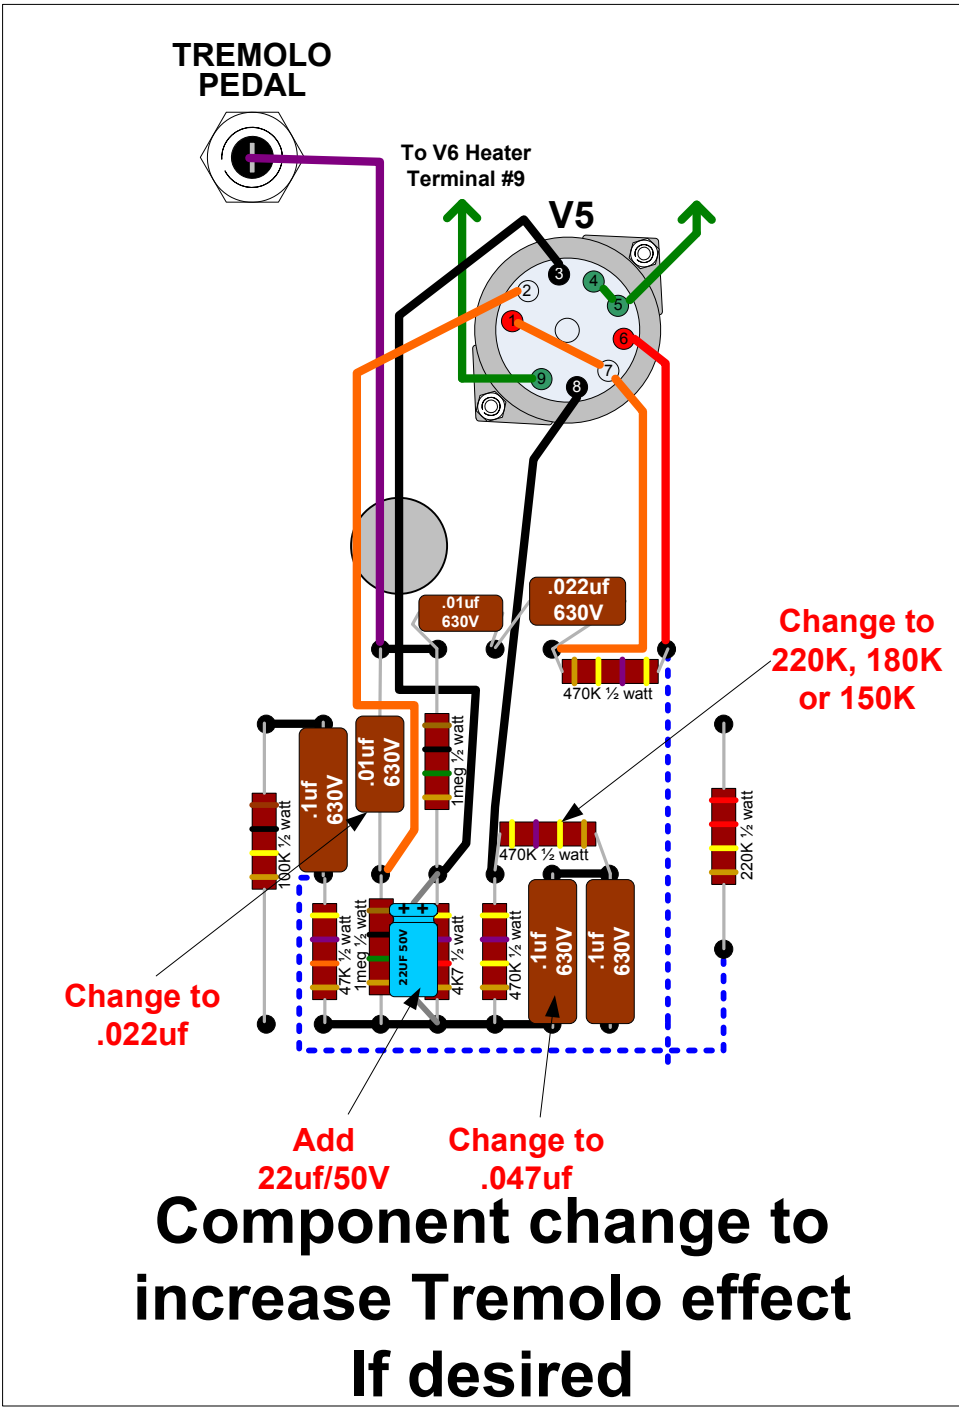 TREMOLO
PEDAL
To V6 Heater
Terminal #9
V5
3
2
4
5
1
6
7
9
8
.01uf
630V
.022uf
630V
470K ½ watt
Change to
220K, 180K
or 150K
.1uf
630V
.01uf
630V
1meg ½ watt
100K ½ watt
470K ½ watt
220K ½ watt
47K ½ watt
1meg ½ watt
++
22UF 50V
4K7 ½ watt
470K ½ watt
.1uf
630V
.1uf
630V
Change to
.022uf
Add
22uf/50V
Change to
.047uf
Component change to
increase Tremolo effect
If desired